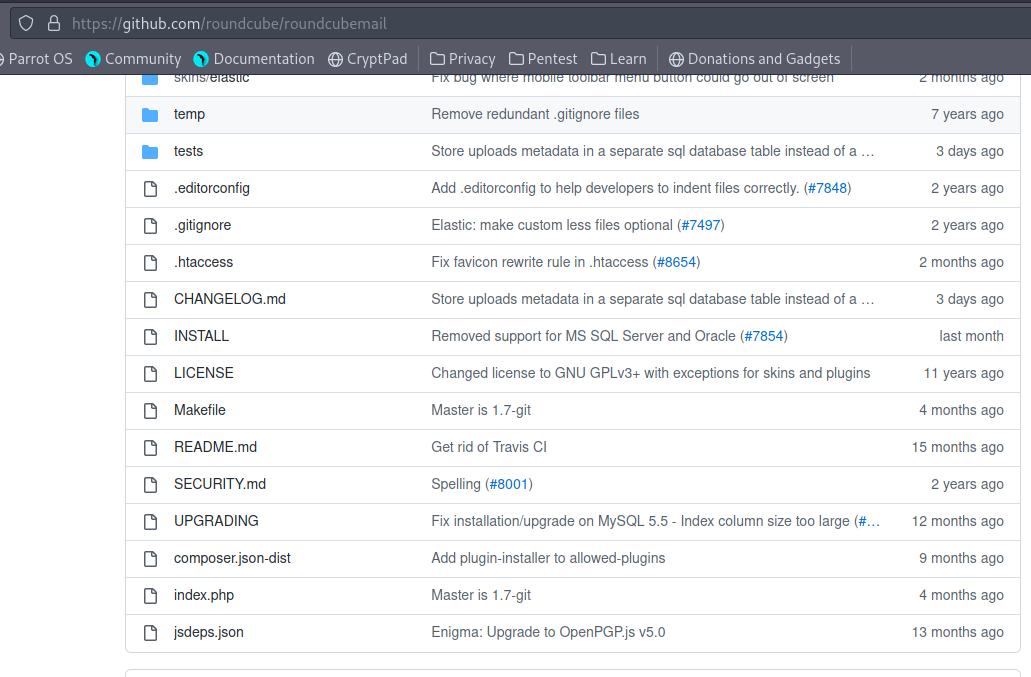 https://github.com/roundcube/roundcubemail
Parrot OS Community Documentation CryptPad Privacy Pentest Learn Donations and Gadgets
skins/elastic Fix bug where mobile toolbar menu button could go out of screen 2 months ago
temp Remove redundant .gitignore files 7 years ago
tests Store uploads metadata in a separate sql database table instead of a … 3 days ago
.editorconfig Add .editorconfig to help developers to indent files correctly. (#7848) 2 years ago
.gitignore Elastic: make custom less files optional (#7497) 2 years ago
.htaccess Fix favicon rewrite rule in .htaccess (#8654) 2 months ago
CHANGELOG.md Store uploads metadata in a separate sql database table instead of a … 3 days ago
INSTALL Removed support for MS SQL Server and Oracle (#7854) last month
LICENSE Changed license to GNU GPLv3+ with exceptions for skins and plugins 11 years ago
Makefile Master is 1.7-git 4 months ago
README.md Get rid of Travis CI 15 months ago
SECURITY.md Spelling (#8001) 2 years ago
UPGRADING Fix installation/upgrade on MySQL 5.5 - Index column size too large (#… 12 months ago
composer.json-dist Add plugin-installer to allowed-plugins 9 months ago
index.php Master is 1.7-git 4 months ago
jsdeps.json Enigma: Upgrade to OpenPGP.js v5.0 13 months ago